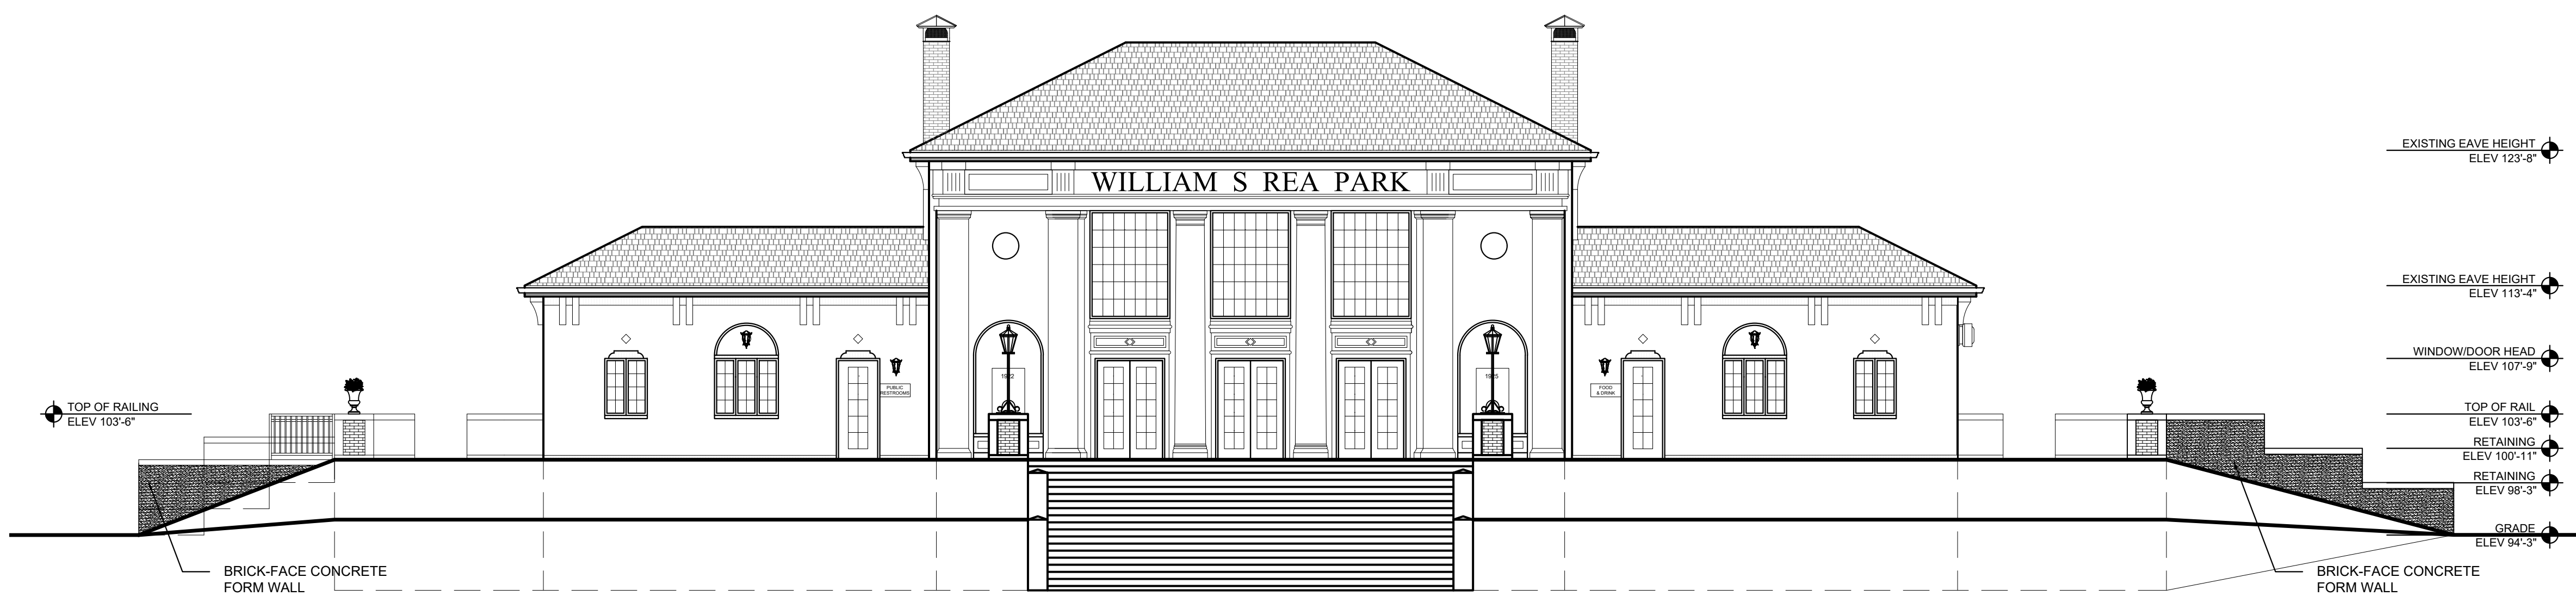 WILLIAM S REA PARK
EXISTING EAVE HEIGHT
ELEV 123'-8"
EXISTING EAVE HEIGHT
ELEV 113'-4"
WINDOW/DOOR HEAD
ELEV 107'-9"
1922
1925
PUBLIC
RESTROOMS
FOOD
& DRINK
TOP OF RAILING
ELEV 103'-6"
TOP OF RAIL
ELEV 103'-6"
RETAINING
ELEV 100'-11"
RETAINING
ELEV 98'-3"
GRADE
ELEV 94'-3"
BRICK-FACE CONCRETE
FORM WALL
BRICK-FACE CONCRETE
FORM WALL